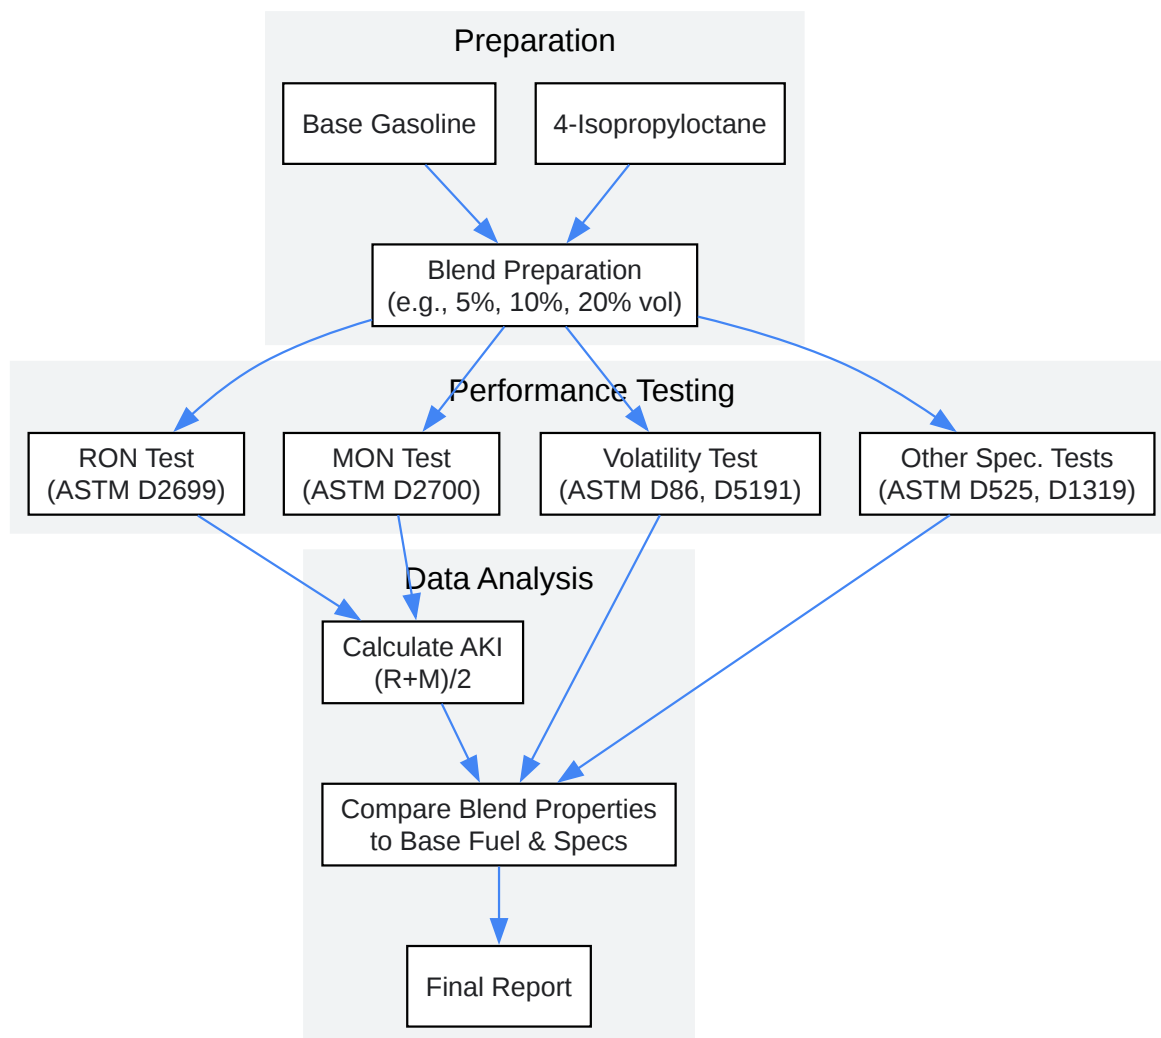 Preparation
Base Gasoline
4-Isopropyloctane
Blend Preparation
(e.g., 5%, 10%, 20% vol)
Performance Testing
RON Test
(ASTM D2699)
MON Test
(ASTM D2700)
Volatility Test
(ASTM D86, D5191)
Other Spec. Tests
(ASTM D525, D1319)
Data Analysis
Calculate AKI
(R+M)/2
Compare Blend Properties
to Base Fuel & Specs
Final Report